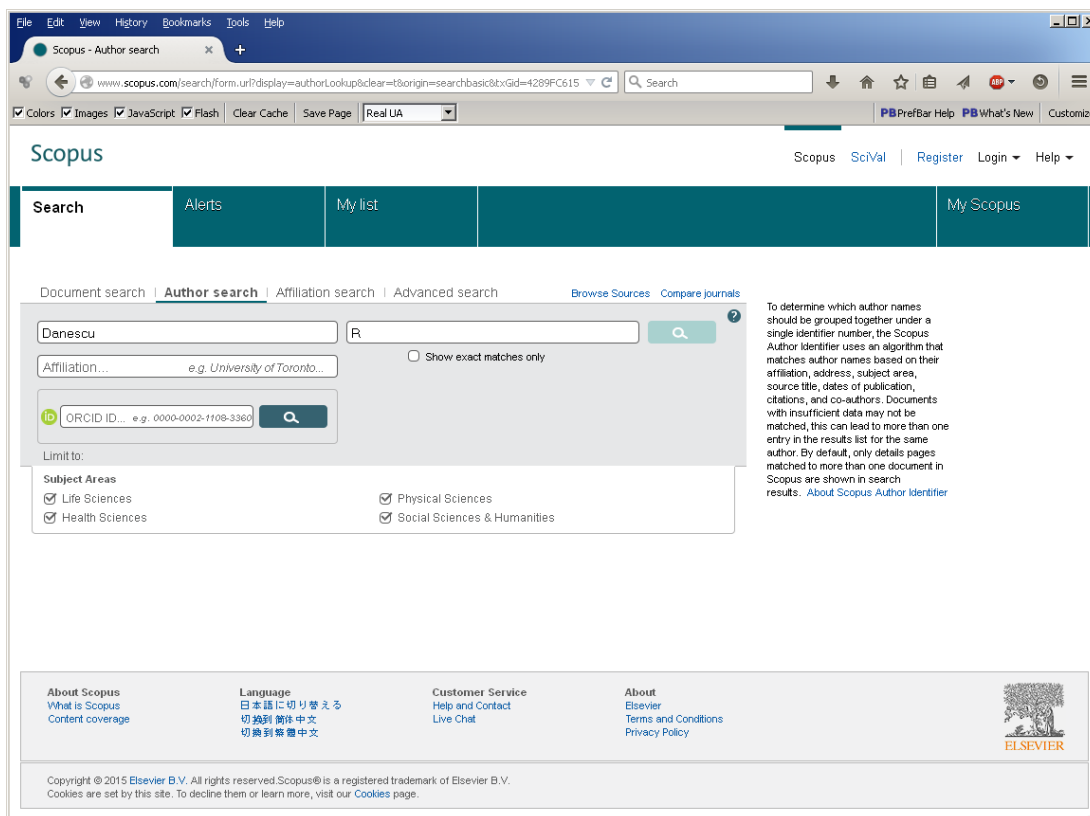 File Edit View History Bookmarks Tools Help
Scopus - Author search × +
www.scopus.com/search/form.url?display=authorLookup&clear=t&origin=searchbasic&txGid=4289FC615 Search ABP
Colors Images JavaScript Flash Clear Cache Save Page Real UA PBPrefBar Help PBWhat's New Customize
Scopus
Scopus SciVal | Register Login Help
Search Alerts My list My Scopus
Document search | Author search | Affiliation search | Advanced search Browse Sources Compare journals
Danescu R ?
Show exact matches only
Affiliation... e.g. University of Toronto...
iD ORCID ID... e.g. 0000-0002-1108-3360
Limit to:
Subject Areas
Life Sciences Physical Sciences
Health Sciences Social Sciences & Humanities
To determine which author names
should be grouped together under a
single identifier number, the Scopus
Author Identifier uses an algorithm that
matches author names based on their
affiliation, address, subject area,
source title, dates of publication,
citations, and co-authors. Documents
with insufficient data may not be
matched, this can lead to more than one
entry in the results list for the same
author. By default, only details pages
matched to more than one document in
Scopus are shown in search
results. About Scopus Author Identifier
About Scopus Language Customer Service About
What is Scopus 日本語に切り替える Help and Contact Elsevier
Content coverage 切换到简体中文 Live Chat Terms and Conditions
切換到繁體中文 Privacy Policy
ELSEVIER
Copyright © 2015 Elsevier B.V. All rights reserved.Scopus® is a registered trademark of Elsevier B.V.
Cookies are set by this site. To decline them or learn more, visit our Cookies page.